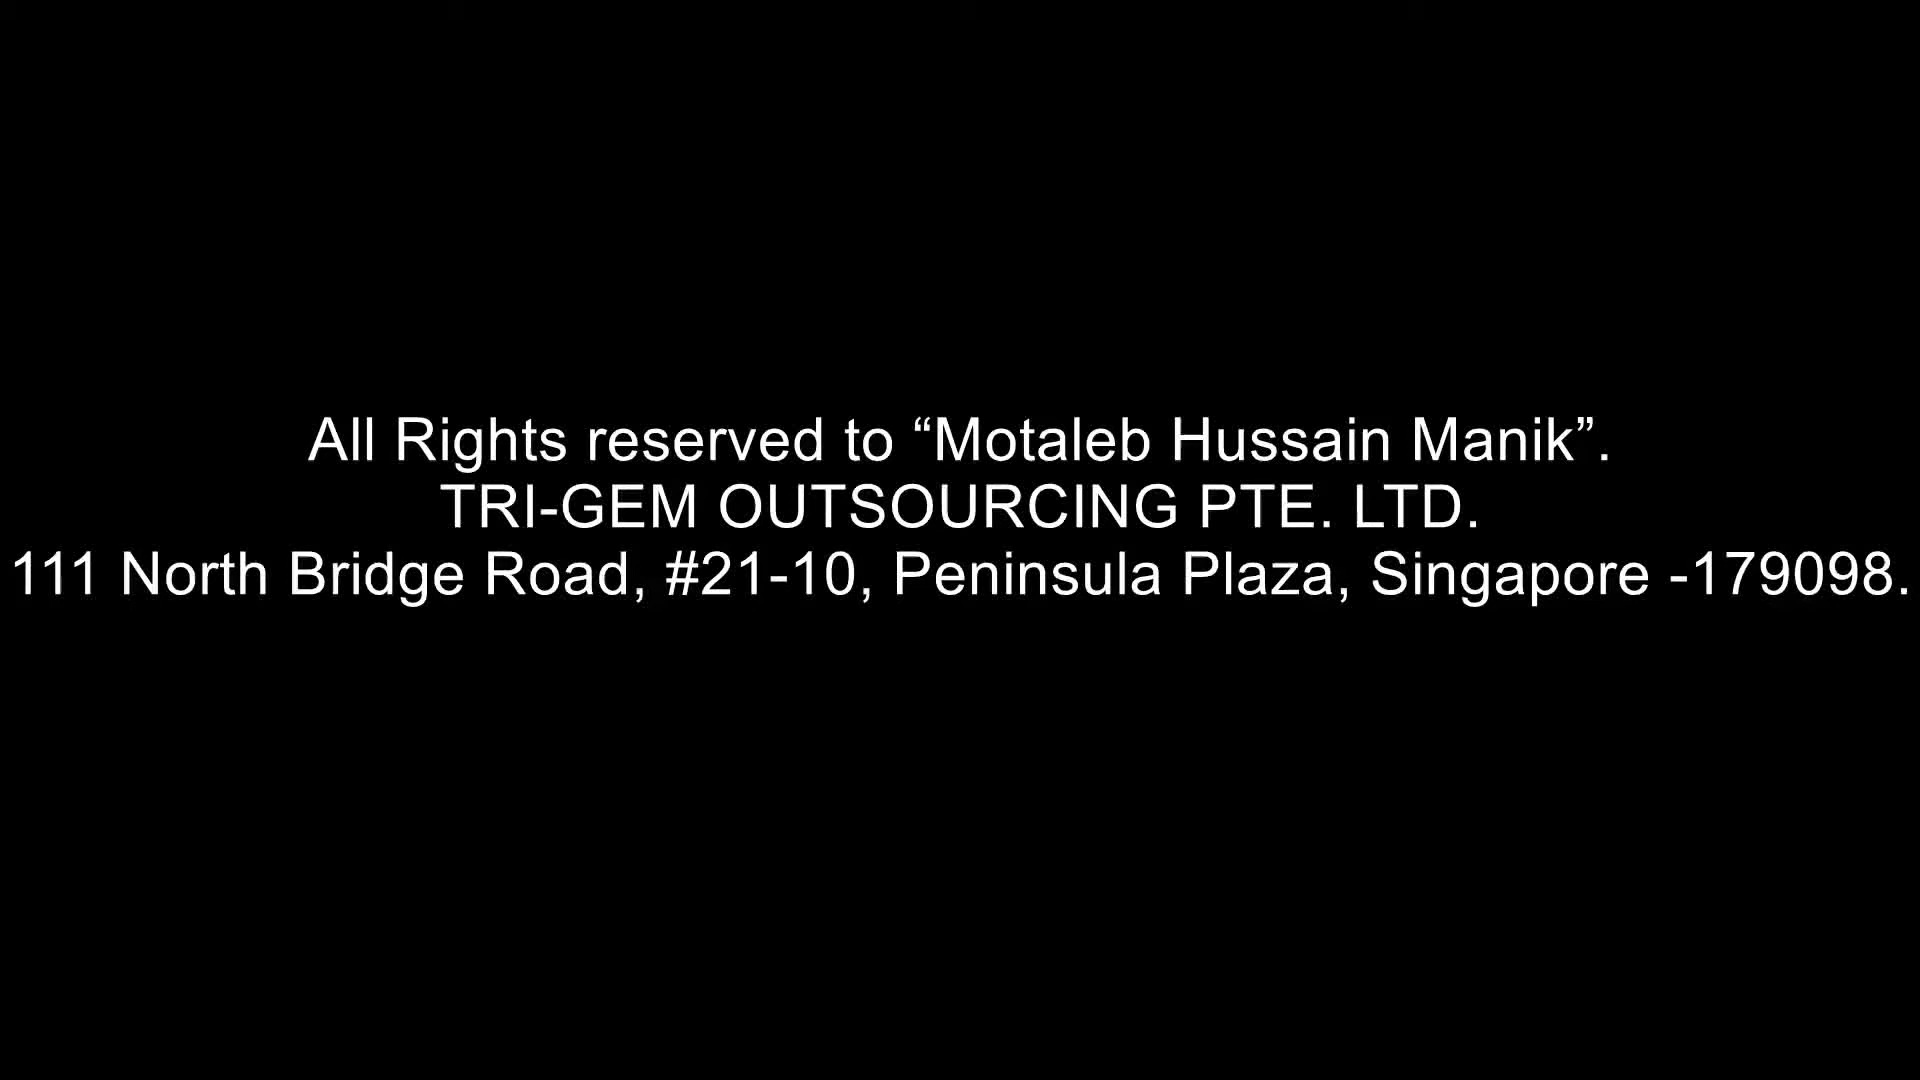 All Rights reserved to “Motaleb Hussain Manik”.
TRI-GEM OUTSOURCING PTE. LTD.
111 North Bridge Road, #21-10, Peninsula Plaza, Singapore -179098.